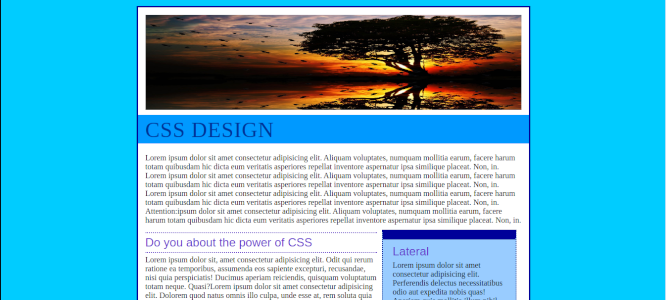 CSS DESIGN
Lorem ipsum dolor sit amet consectetur adipisicing elit. Aliquam voluptates, numquam mollitia earum, facere harum
totam quibusdam hic dicta eum veritatis asperiores repellat inventore aspernatur ipsa similique placeat. Non, in.
Lorem ipsum dolor sit amet consectetur adipisicing elit. Aliquam voluptates, numquam mollitia earum, facere harum
totam quibusdam hic dicta eum veritatis asperiores repellat inventore aspernatur ipsa similique placeat. Non, in.
Lorem ipsum dolor sit amet consectetur adipisicing elit. Aliquam voluptates, numquam mollitia earum, facere harum
totam quibusdam hic dicta eum veritatis asperiores repellat inventore aspernatur ipsa similique placeat. Non, in.
Attention:ipsum dolor sit amet consectetur adipisicing elit. Aliquam voluptates, numquam mollitia earum, facere
harum totam quibusdam hic dicta eum veritatis asperiores repellat inventore aspernatur ipsa similique placeat. Non, in.
Do you about the power of CSS
Lorem ipsum dolor sit, amet consectetur, adipisicing elit. Odit qui rerum
ratione ea temporibus, assumenda eos sapiente excepturi, recusandae,
nisi quia perspiciatis! Ducimus aperiam reiciendis, quisquam voluptatum
totam neque. Quasi?Lorem ipsum dolor sit amet consectetur adipisicing
elit. Dolorem quod natus omnis illo culpa, unde esse at, rem soluta quia
Lateral
Lorem ipsum dolor sit amet
consectetur adipisicing elit.
Perferendis delectus necessitatibus
odio aut expedita nobis quasi!